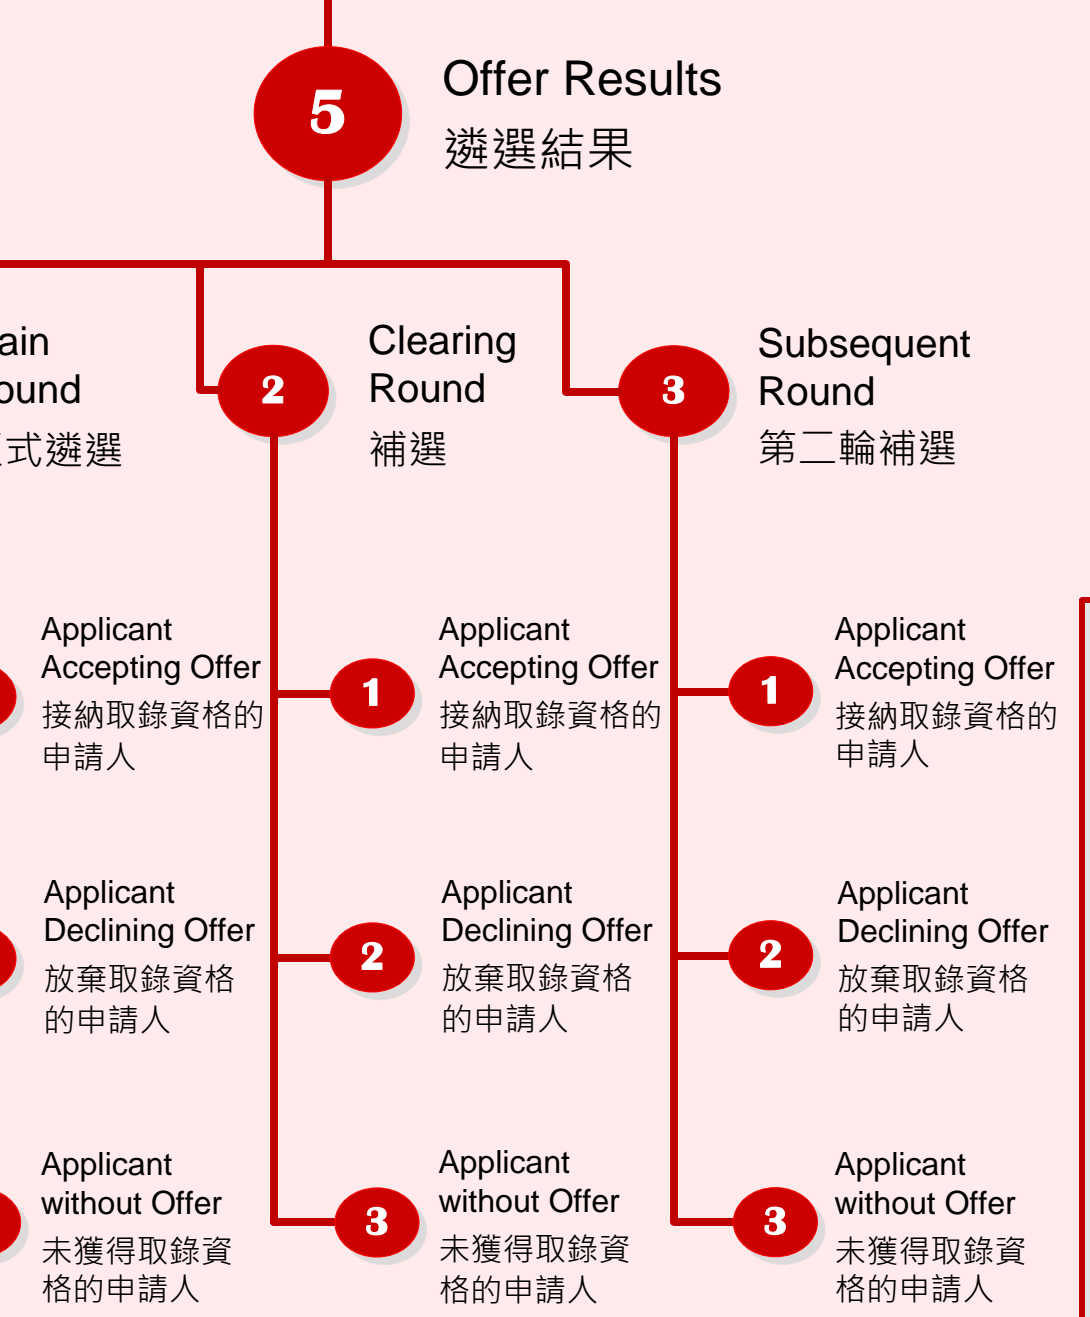 5
Offer Results
遴選結果
ain
ound
式遴選
2
Clearing
Round
補選
3
Subsequent
Round
第二輪補選
Applicant
Accepting Offer
接納取錄資格的
申請人
1
Applicant
Accepting Offer
接納取錄資格的
申請人
1
Applicant
Accepting Offer
接納取錄資格的
申請人
Applicant
Declining Offer
放棄取錄資格
的申請人
2
Applicant
Declining Offer
放棄取錄資格
的申請人
2
Applicant
Declining Offer
放棄取錄資格
的申請人
Applicant
without Offer
未獲得取錄資
格的申請人
3
Applicant
without Offer
未獲得取錄資
格的申請人
3
Applicant
without Offer
未獲得取錄資
格的申請人